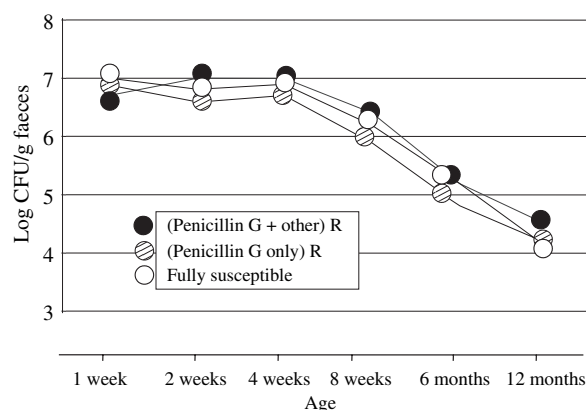 8
7
6
5
4
3
Log CFU/g faeces
(Penicillin G + other) R
(Penicillin G only) R
Fully susceptible
1 week 2 weeks 4 weeks 8 weeks 6 months 12 months
Age